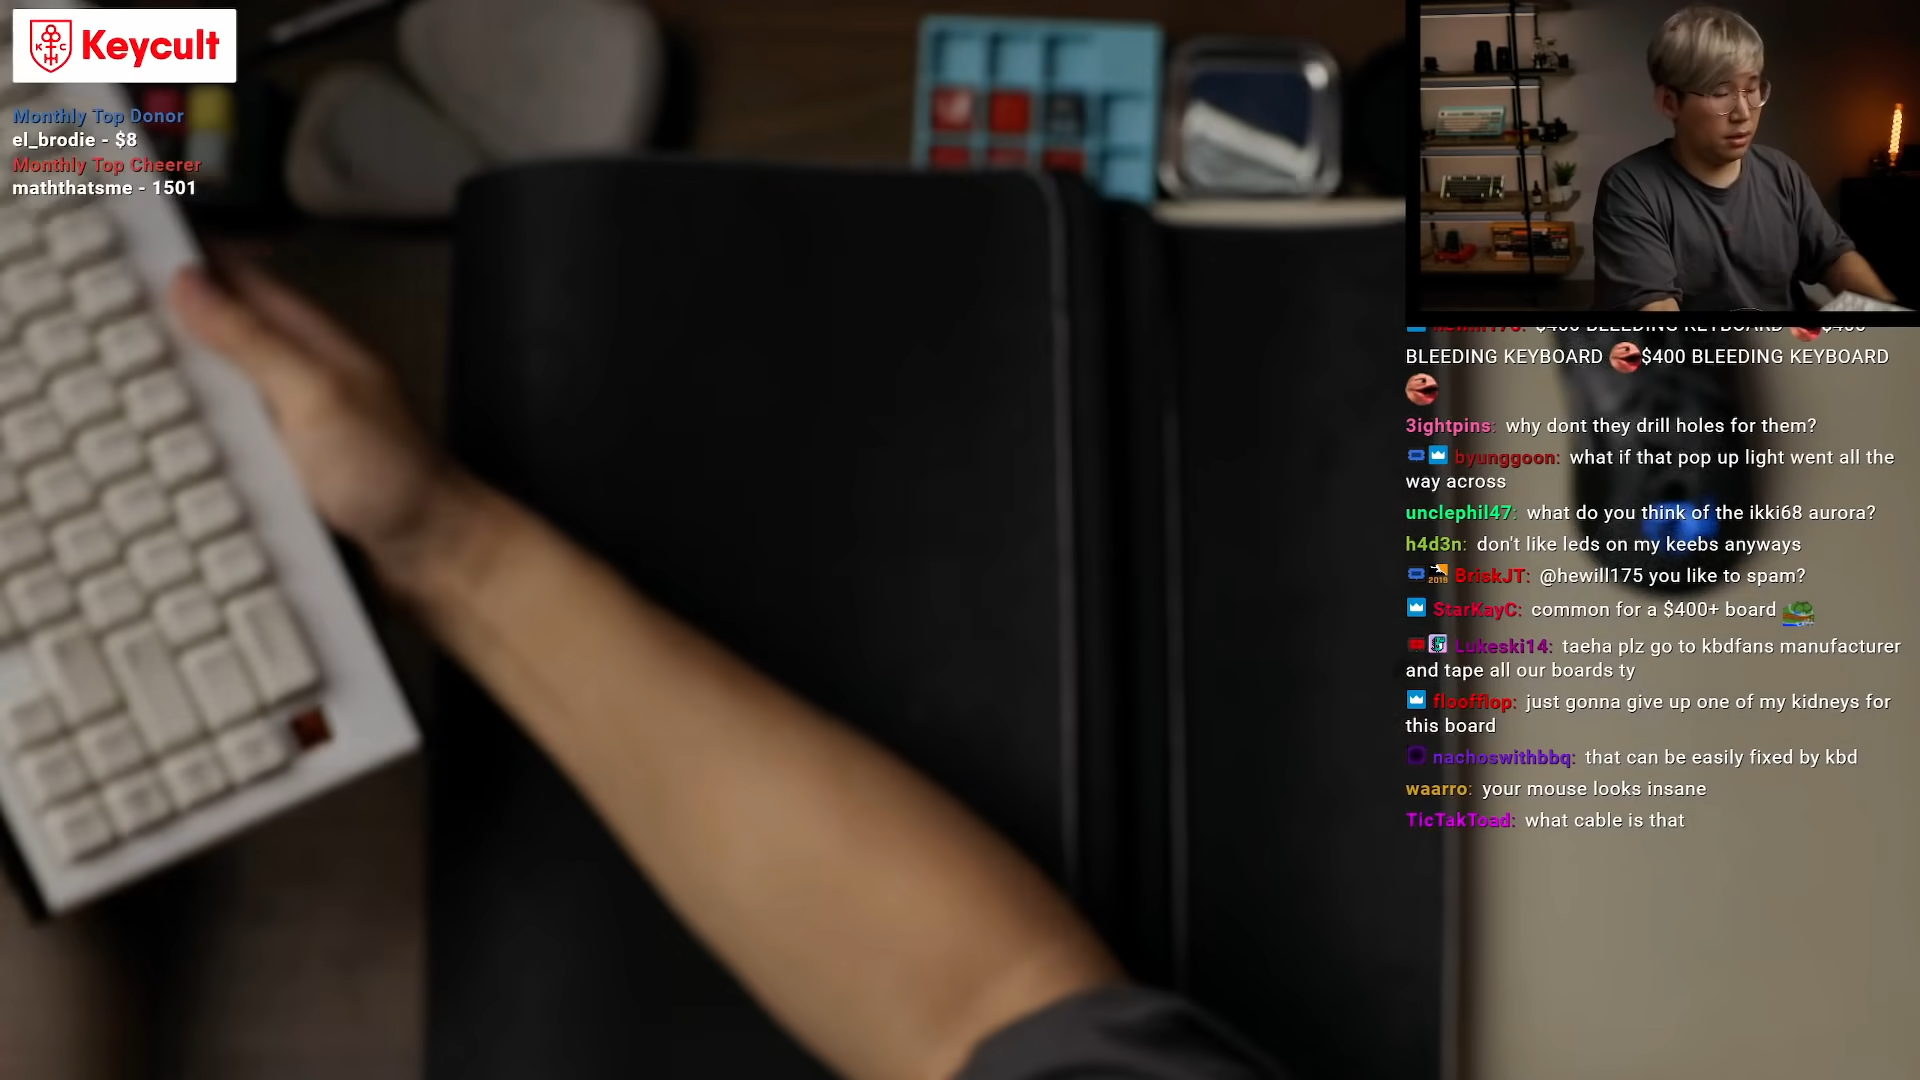 Keycult
Monthly Top Donor
el_brodie - $8
Monthly Top Cheerer
maththatsme - 1501
$400 BLEEDING KEYBOARD $400
BLEEDING KEYBOARD $400 BLEEDING KEYBOARD
3ightpins: why dont they drill holes for them?
byunggoon: what if that pop up light went all the
way across
unclephil47: what do you think of the ikki68 aurora?
h4d3n: don't like leds on my keebs anyways
BriskJT: @hewill175 you like to spam?
StarKayC: common for a $400+ board
Lukeski14: taeha plz go to kbdfans manufacturer
and tape all our boards ty
floofflop: just gonna give up one of my kidneys for
this board
nachoswithbbq: that can be easily fixed by kbd
waarro: your mouse looks insane
TicTakToad: what cable is that